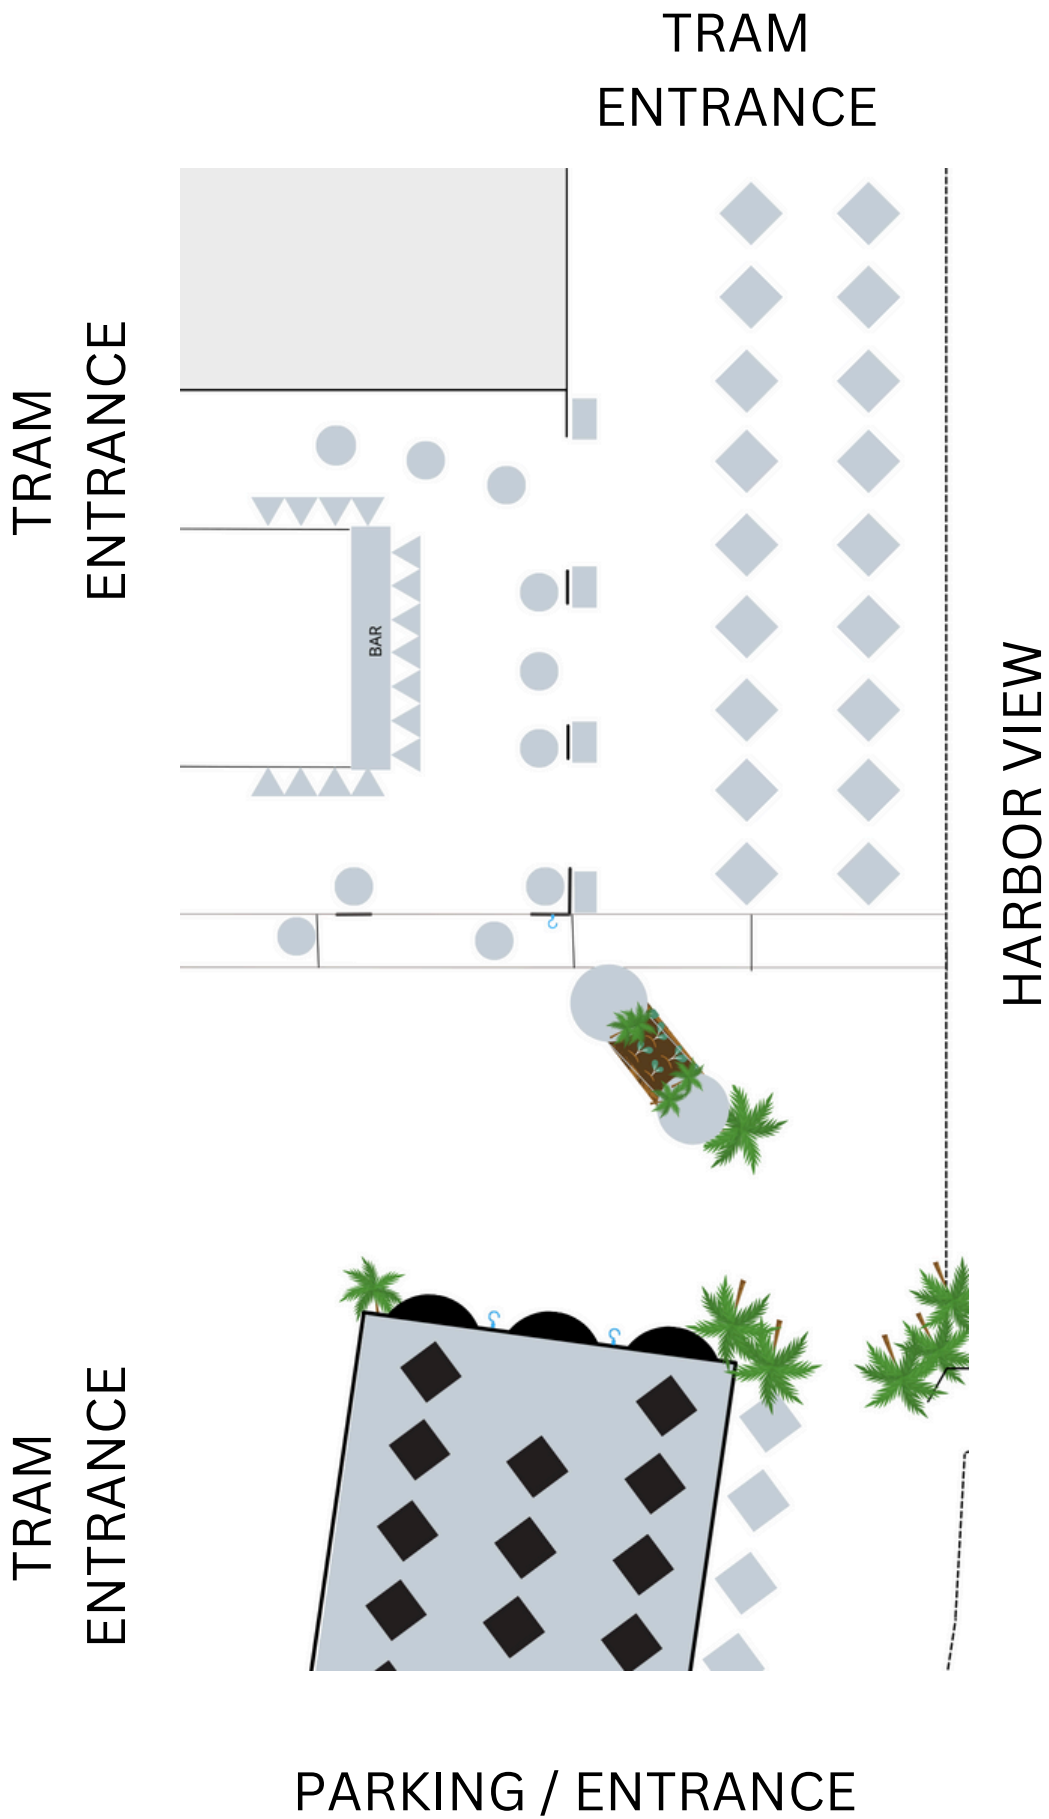 TRAM
ENTRANCE
TRAM
ENTRANCE
BAR
HARBOR VIEW
TRAM
ENTRANCE
PARKING / ENTRANCE